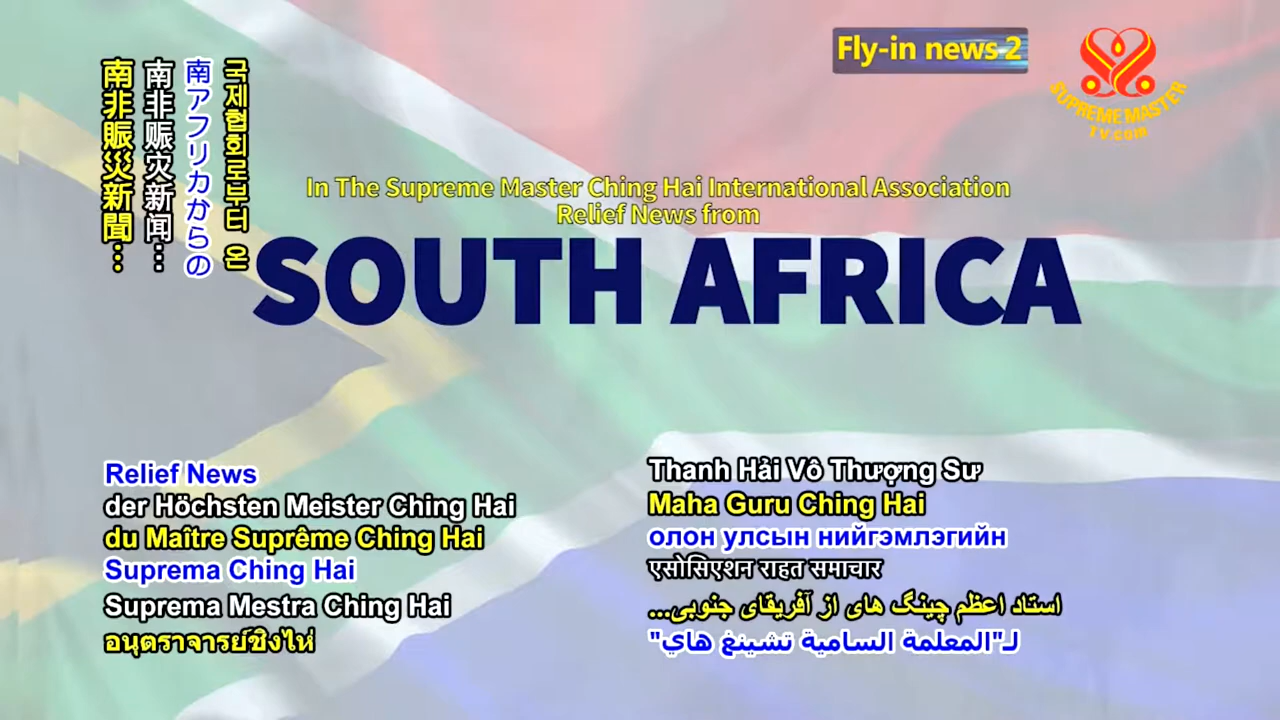 Fly-in news 2
SUPREME MASTER
TV.com
南非賑災新聞…
南非赈灾新闻…
南アフリカからの
국제협회로부터 온
In The Supreme Master Ching Hai International Association
Relief News from
SOUTH AFRICA
Relief News
der Höchsten Meister Ching Hai
du Maître Suprême Ching Hai
Suprema Ching Hai
Suprema Mestra Ching Hai
อนุตราจารย์ชิงไห่
Thanh Hải Vô Thượng Sư
Maha Guru Ching Hai
олон улсын нийгэмлэгийн
एसोसिएशन राहत समाचार
استاد اعظم چینگ های از آفریقای جنوبی...
لـ"المعلمة السامية تشينغ هاي"